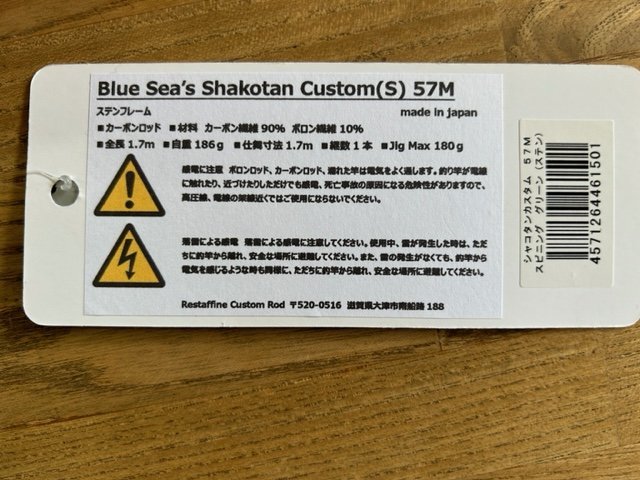 Blue Sea's Shakotan Custom(S) 57M
ステンフレーム made in japan
■カーボンロッド ■材料 カーボン繊維 90% ボロン繊維 10%
■全長 1.7m ■自重 186g ■仕舞寸法 1.7m ■継数 1 本 ■Jig Max 180g
感電に注意 ボロンロッド、カーボンロッド、濡れた竿は電気をよく通します。釣り竿が電線
に触れたり、近づけたりしただけでも感電、死亡事故の原因になる危険性がありますので、
高圧線、電線の架線近くではご使用にならないでください。
落雷による感電 落雷による感電に注意してください。使用中、雷が発生した時は、ただ
ちに釣竿から離れ、安全な場所に避難してください。また、雷の発生がなくても、釣竿から
電気を感じるような時も同様に、ただちに釣竿から離れ、安全な場所に避難してください。
Restaffine Custom Rod 〒520-0516 滋賀県大津市南船路 188
シャコタンカスタム 57M
スピニング グリーン (ステン)
4571264461501